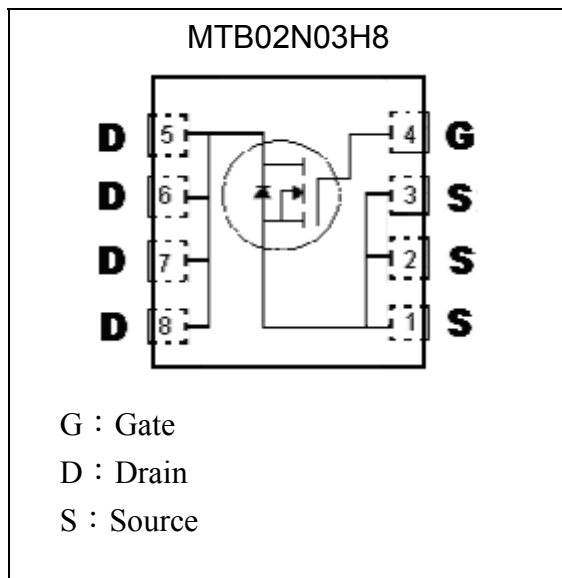 MTB02N03H8
D 5 4 G
D 6 3 S
D 7 2 S
D 8 1 S
G：Gate
D：Drain
S：Source